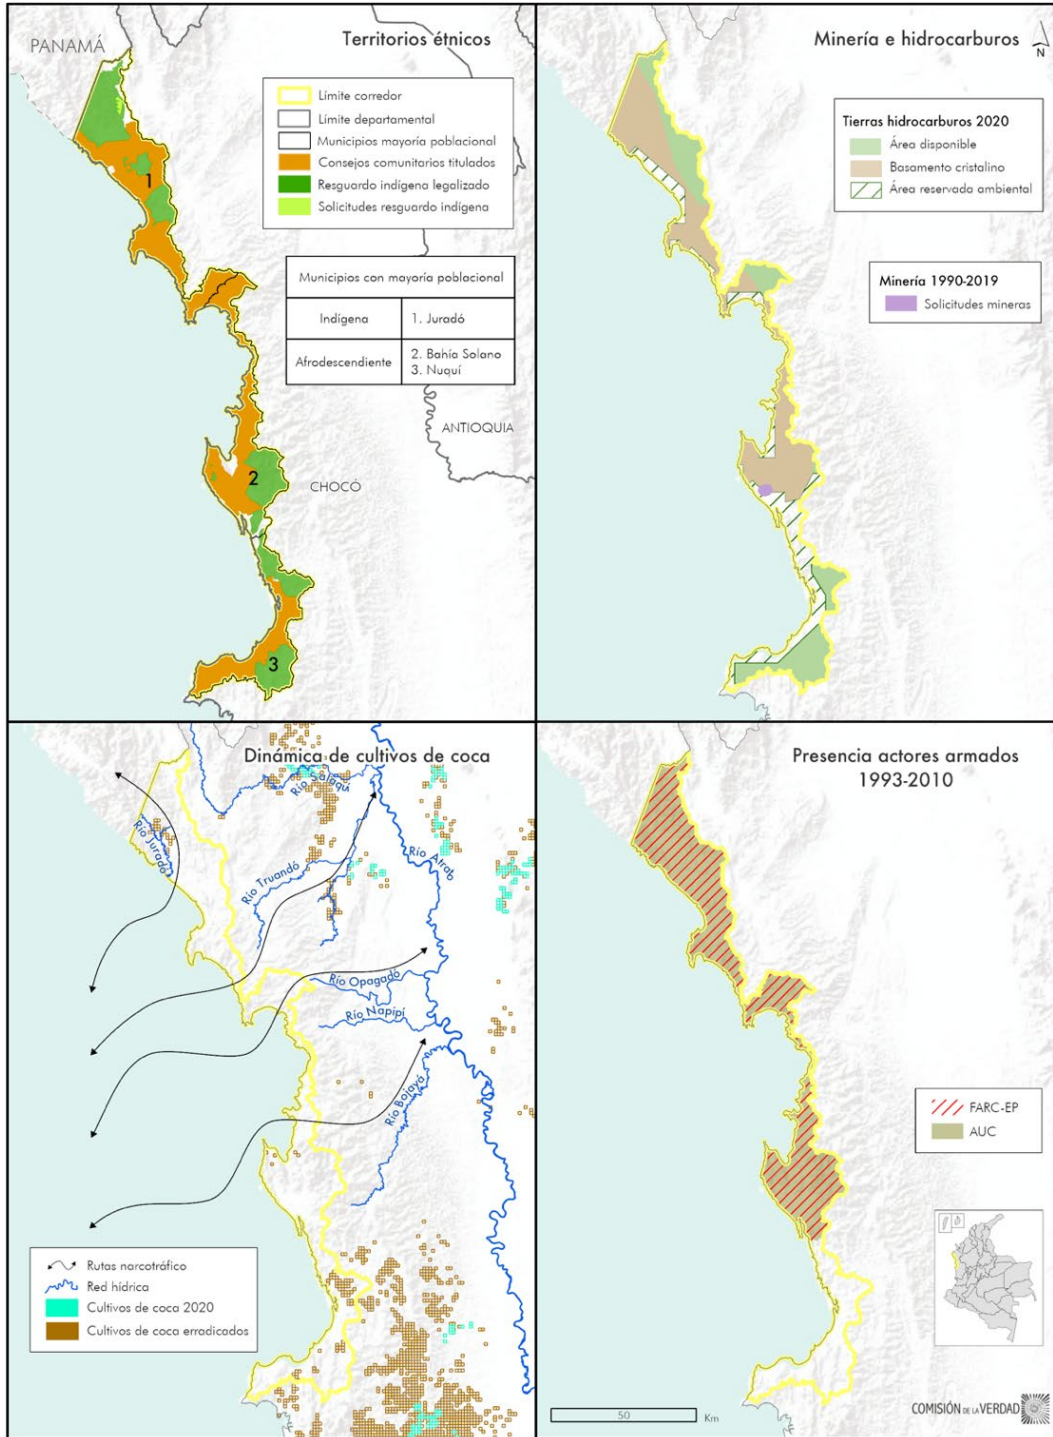 Territorios étnicos
PANAMÁ
Límite corredor
Límite departamental
Municipios mayoría poblacional
Consejos comunitarios titulados
Resguardo indígena legalizado
Solicitudes resguardo indígena
Municipios con mayoría poblacional
Indígena
1. Juradó
Afrodescendiente
2. Bahía Solano
3. Nuquí
ANTIOQUIA
CHOCÓ
1
2
3
Minería e hidrocarburos
N
Tierras hidrocarburos 2020
Área disponible
Basamento cristalino
Área reservada ambiental
Minería 1990-2019
Solicitudes mineras
Dinámica de cultivos de coca
Río Salaquí
Río Juradó
Río Truandó
Río Atrato
Río Opagadó
Río Napipí
Río Bojayá
Rutas narcotráfico
Red hídrica
Cultivos de coca 2020
Cultivos de coca erradicados
Presencia actores armados
1993-2010
FARC-EP
AUC
50 Km
COMISIÓN DE LA VERDAD